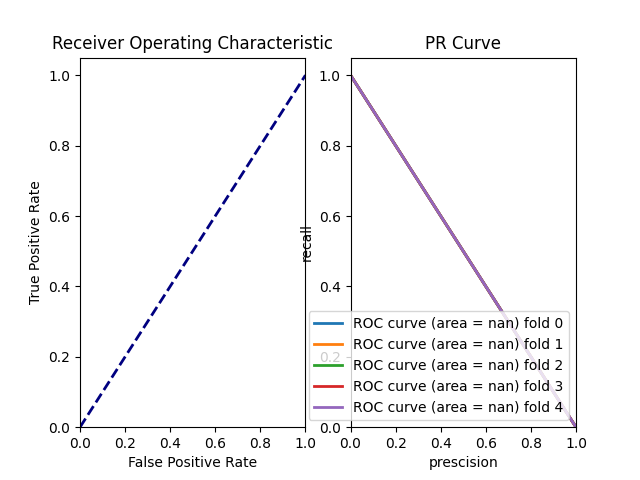 Receiver Operating Characteristic
1.0
0.8
0.6
0.4
0.2
0.0
True Positive Rate
0.0 0.2 0.4 0.6 0.8 1.0
False Positive Rate
PR Curve
1.0
0.8
0.6
0.4
0.2
0.0
recall
ROC curve (area = nan) fold 0
ROC curve (area = nan) fold 1
ROC curve (area = nan) fold 2
ROC curve (area = nan) fold 3
ROC curve (area = nan) fold 4
0.0 0.2 0.4 0.6 0.8 1.0
prescision